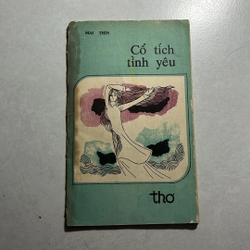 Cổ tích
tình yêu
thơ